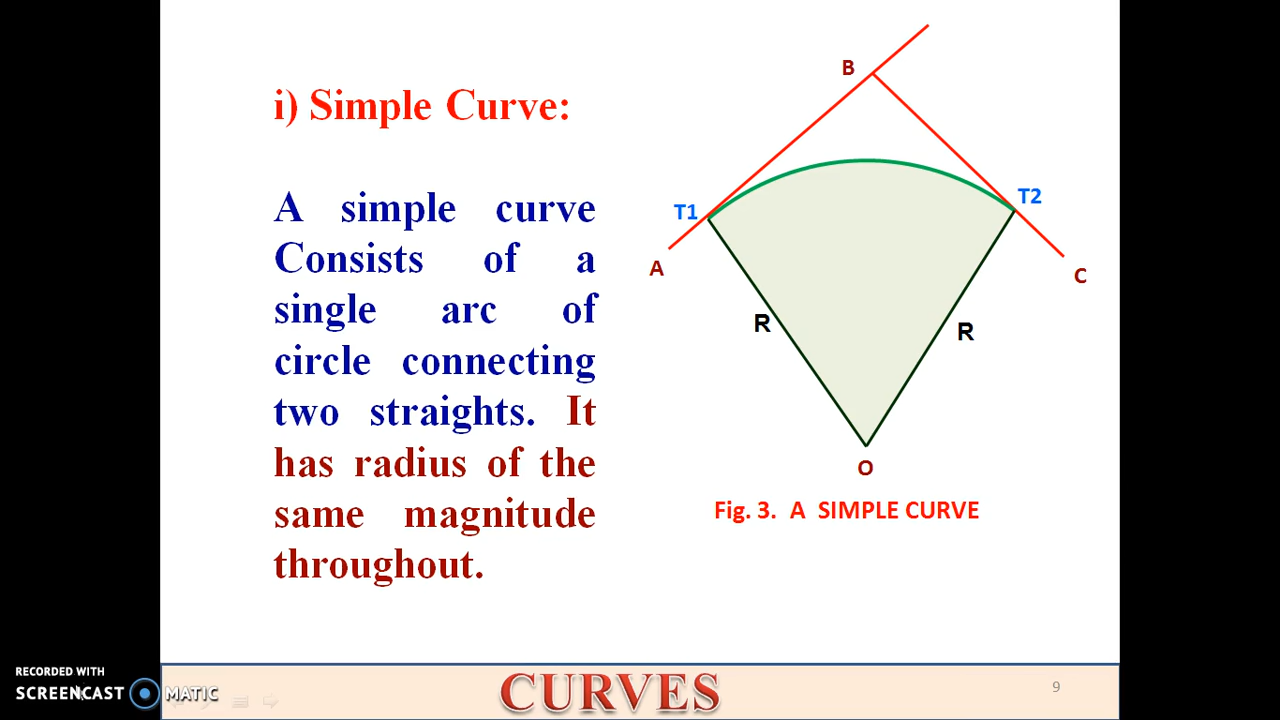 i) Simple Curve:
A simple curve
Consists of a
single arc of
circle connecting
two straights. It
has radius of the
same magnitude
throughout.
B
T1
T2
A
C
R
R
O
Fig. 3. A SIMPLE CURVE
RECORDED WITH
SCREENCAST MATIC
CURVES
9